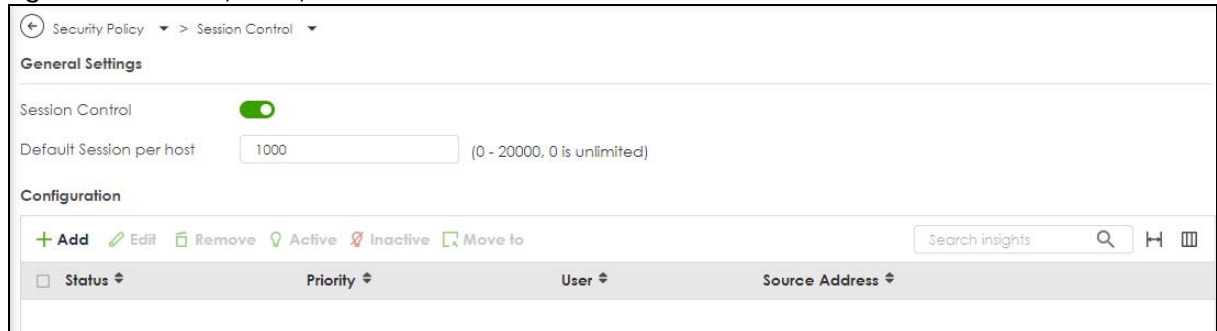 Security Policy > Session Control
General Settings
Session Control
Default Session per host 1000 (0 - 20000, 0 is unlimited)
Configuration
+ Add Edit Remove Active Inactive Move to Search insights
Status Priority User Source Address